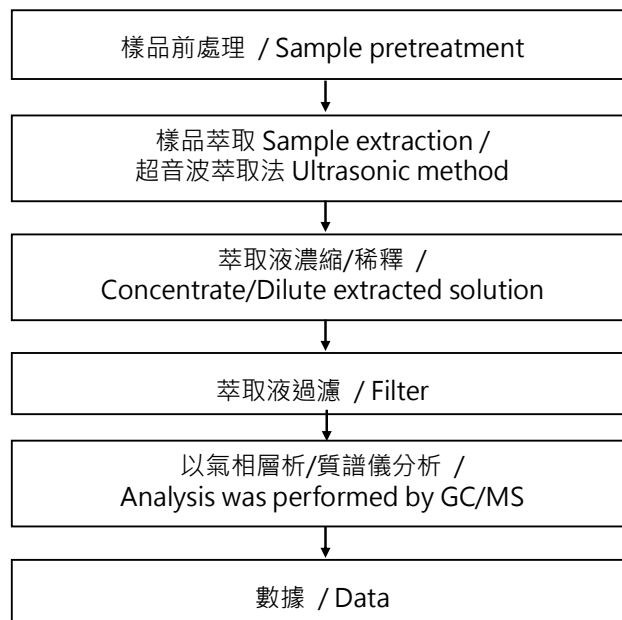 樣品前處理 / Sample pretreatment
樣品萃取 Sample extraction /
超音波萃取法 Ultrasonic method
萃取液濃縮/稀釋 /
Concentrate/Dilute extracted solution
萃取液過濾 / Filter
以氣相層析/質譜儀分析 /
Analysis was performed by GC/MS
數據 / Data